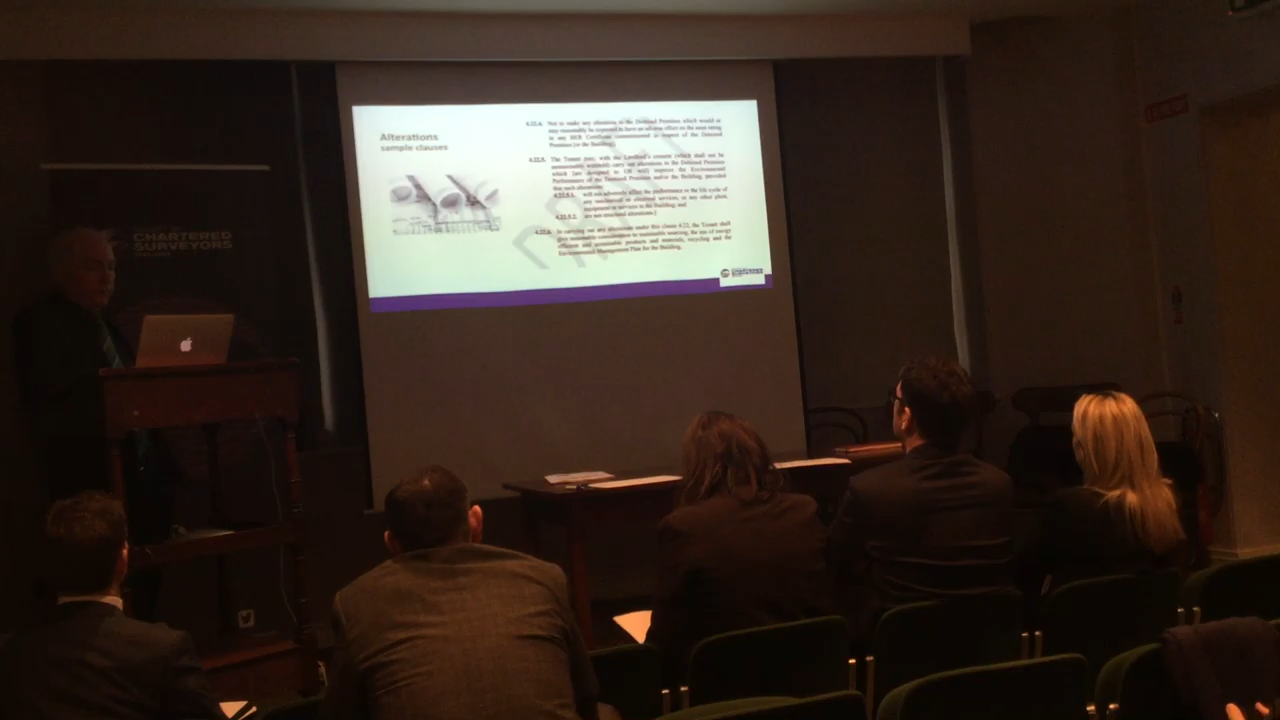 Alterations
sample clauses
4.22.4. Not to make any alterations to the Demised Premises which would or
may reasonably be expected to have an adverse effect on the asset rating
in any BER Certificate commissioned in respect of the Demised
Premises [or the Building].
4.22.5. The Tenant may, with the Landlord's consent (which shall not be
unreasonably withheld) carry out alterations to the Demised Premises
which [are designed to OR will] improve the Environmental
Performance of the Demised Premises and/or the Building, provided
that such alterations:
4.22.5.1. will not adversely affect the performance or the life cycle of
any mechanical or electrical services, or any other plant,
equipment or services in the Building; and
4.22.5.2. are not structural alterations.]
4.22.6. In carrying out any alterations under this clause 4.22, the Tenant shall
give reasonable consideration to sustainable sourcing, the use of energy
efficient and sustainable products and materials, recycling and the
Environmental Management Plan for the Building.
CHARTERED
SURVEYORS
CHARTERED
SURVEYORS